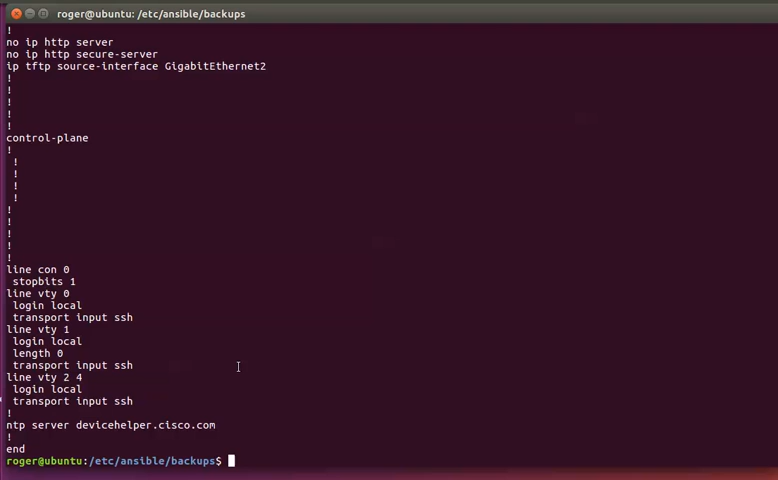 roger@ubuntu: /etc/ansible/backups
!
no ip http server
no ip http secure-server
ip tftp source-interface GigabitEthernet2
!
!
!
!
!
control-plane
!
 !
 !
 !
 !
!
!
!
!
!
line con 0
 stopbits 1
line vty 0
 login local
 transport input ssh
line vty 1
 login local
 length 0
 transport input ssh
line vty 2 4
 login local
 transport input ssh
!
ntp server devicehelper.cisco.com
!
end
roger@ubuntu:/etc/ansible/backups$